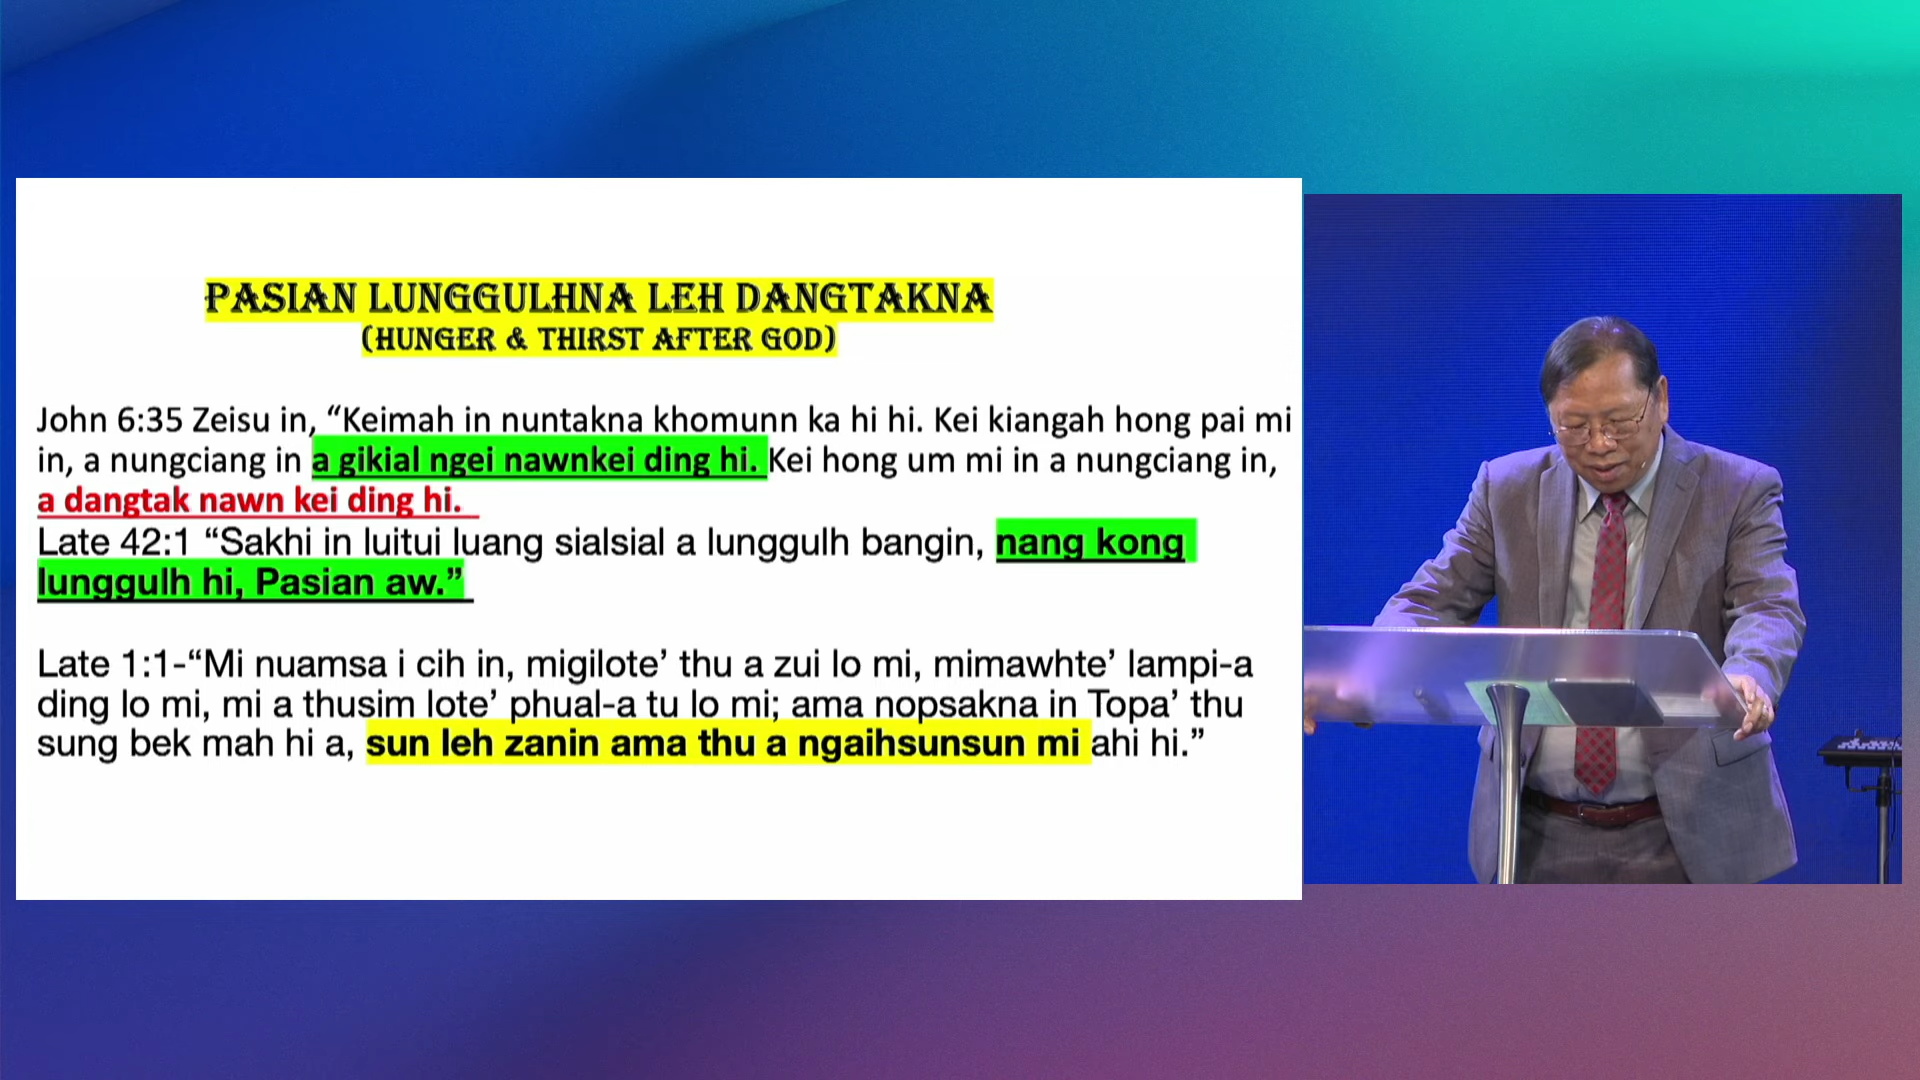 PASIAN LUNGGULHNA LEH DANGTAKNA
(HUNGER & THIRST AFTER GOD)
John 6:35 Zeisu in, “Keimah in nuntakna khomunn ka hi hi. Kei kiangah hong pai mi
in, a nungciang in a gikial ngei nawnkei ding hi. Kei hong um mi in a nungciang in,
a dangtak nawn kei ding hi.
Late 42:1 “Sakhi in luitui luang sialsial a lunggulh bangin, nang kong
lunggulh hi, Pasian aw.”
Late 1:1-“Mi nuamsa i cih in, migilote’ thu a zui lo mi, mimawhte’ lampi-a
ding lo mi, mi a thusim lote’ phual-a tu lo mi; ama nopsakna in Topa’ thu
sung bek mah hi a, sun leh zanin ama thu a ngaihsunsun mi ahi hi.”